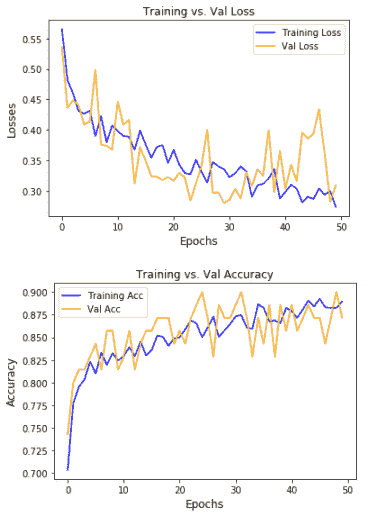 Training vs. Val Loss
Training Loss
Val Loss
0.55
0.50
0.45
0.40
0.35
0.30
Losses
0 10 20 30 40 50
Epochs
Training vs. Val Accuracy
Training Acc
Val Acc
0.900
0.875
0.850
0.825
0.800
0.775
0.750
0.725
0.700
Accuracy
0 10 20 30 40 50
Epochs